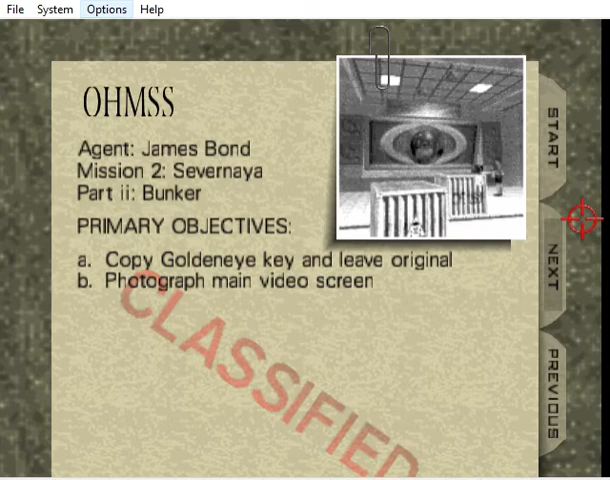 File System Options Help
OHMSS
Agent: James Bond
Mission 2: Severnaya
Part ii: Bunker
PRIMARY OBJECTIVES:
a. Copy Goldeneye key and leave original
b. Photograph main video screen
CLASSIFIED
START
NEXT
PREVIOUS